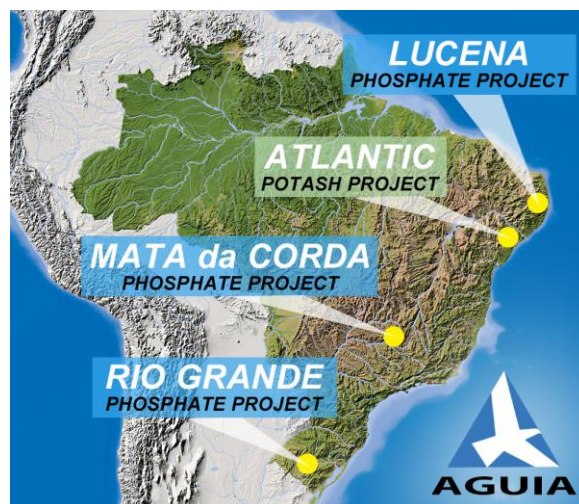 LUCENA
PHOSPHATE PROJECT
ATLANTIC
POTASH PROJECT
MATA da CORDA
PHOSPHATE PROJECT
RIO GRANDE
PHOSPHATE PROJECT
AGUIA